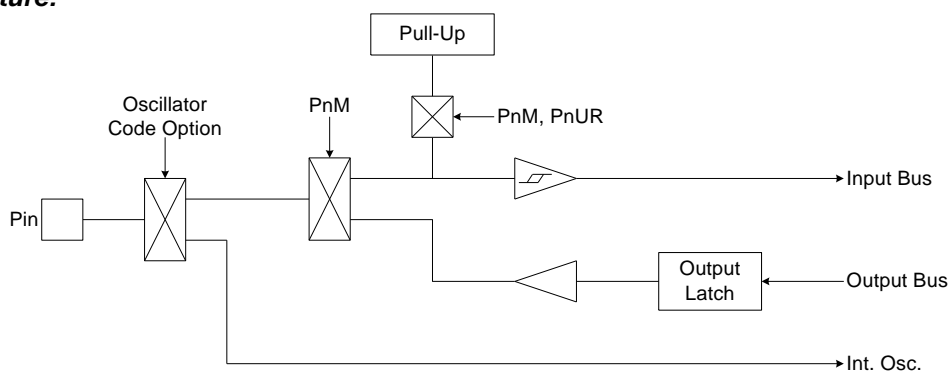 ture:
Pull-Up
Oscillator
Code Option
PnM
PnM, PnUR
Pin
Input Bus
Output
Latch
Output Bus
Int. Osc.